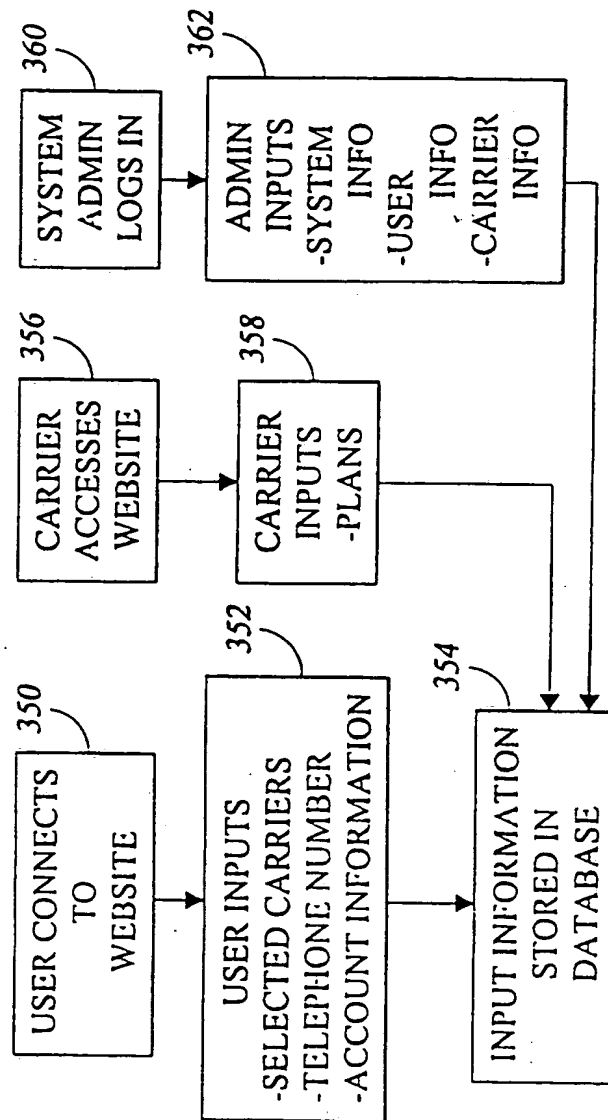 350
USER CONNECTS
TO
WEBSITE
352
USER INPUTS
-SELECTED CARRIERS
-TELEPHONE NUMBER
-ACCOUNT INFORMATION
354
INPUT INFORMATION
STORED IN
DATABASE
356
CARRIER
ACCESSES
WEBSITE
358
CARRIER
INPUTS
-PLANS
360
SYSTEM
ADMIN
LOGS IN
362
ADMIN
INPUTS
-SYSTEM
INFO
-USER
INFO
-CARRIER
INFO